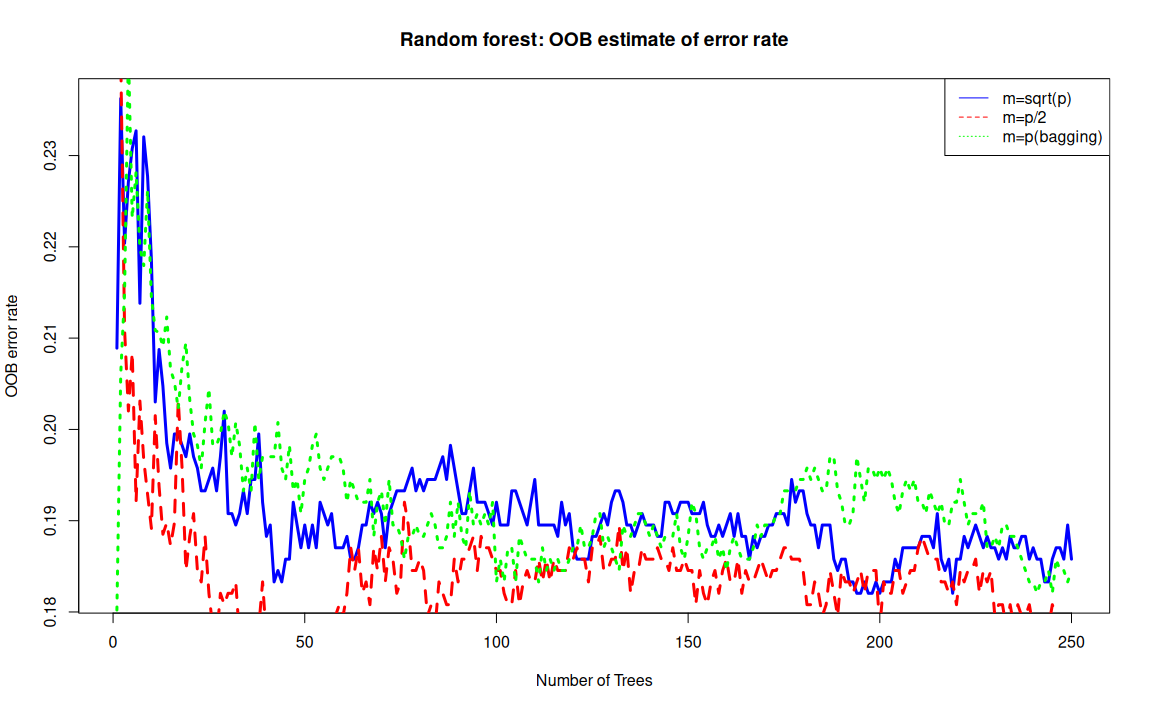 Random forest: OOB estimate of error rate
m=sqrt(p)
m=p/2
m=p(bagging)
OOB error rate
0.23
0.22
0.21
0.20
0.19
0.18
0 50 100 150 200 250
Number of Trees